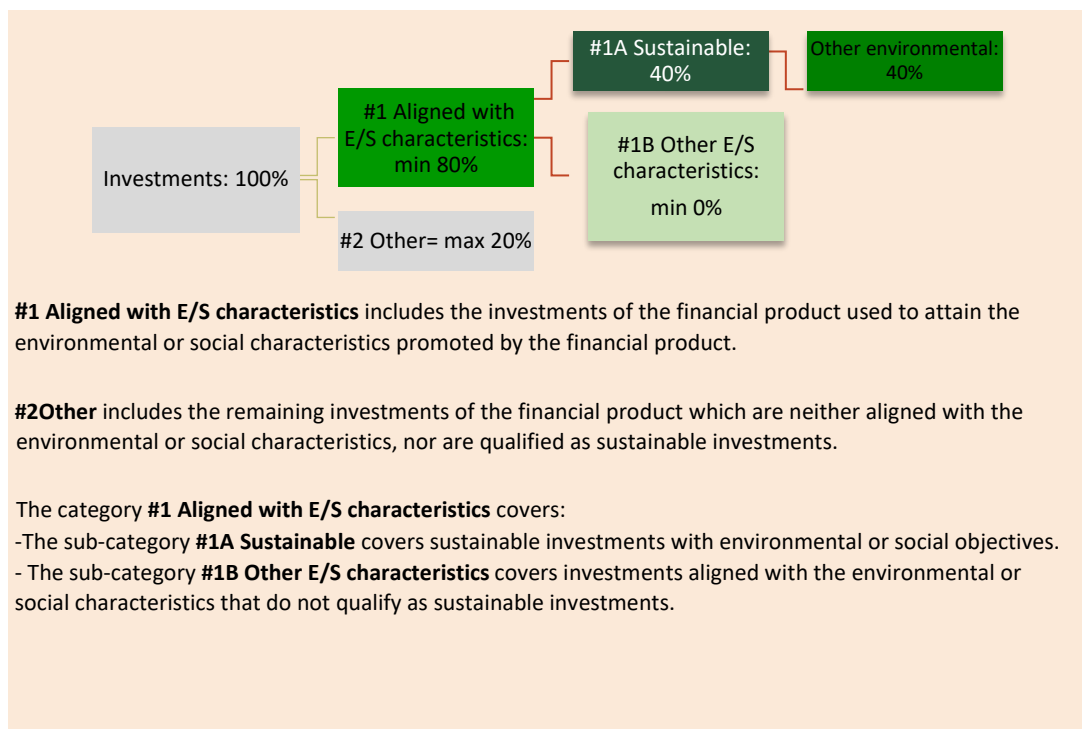 #1A Sustainable:
40%
Other environmental:
40%
#1 Aligned with
E/S characteristics:
min 80%
#1B Other E/S
characteristics:
min 0%
Investments: 100%
#2 Other= max 20%
#1 Aligned with E/S characteristics includes the investments of the financial product used to attain the
environmental or social characteristics promoted by the financial product.
#2Other includes the remaining investments of the financial product which are neither aligned with the
environmental or social characteristics, nor are qualified as sustainable investments.
The category #1 Aligned with E/S characteristics covers:
-The sub-category #1A Sustainable covers sustainable investments with environmental or social objectives.
- The sub-category #1B Other E/S characteristics covers investments aligned with the environmental or
social characteristics that do not qualify as sustainable investments.